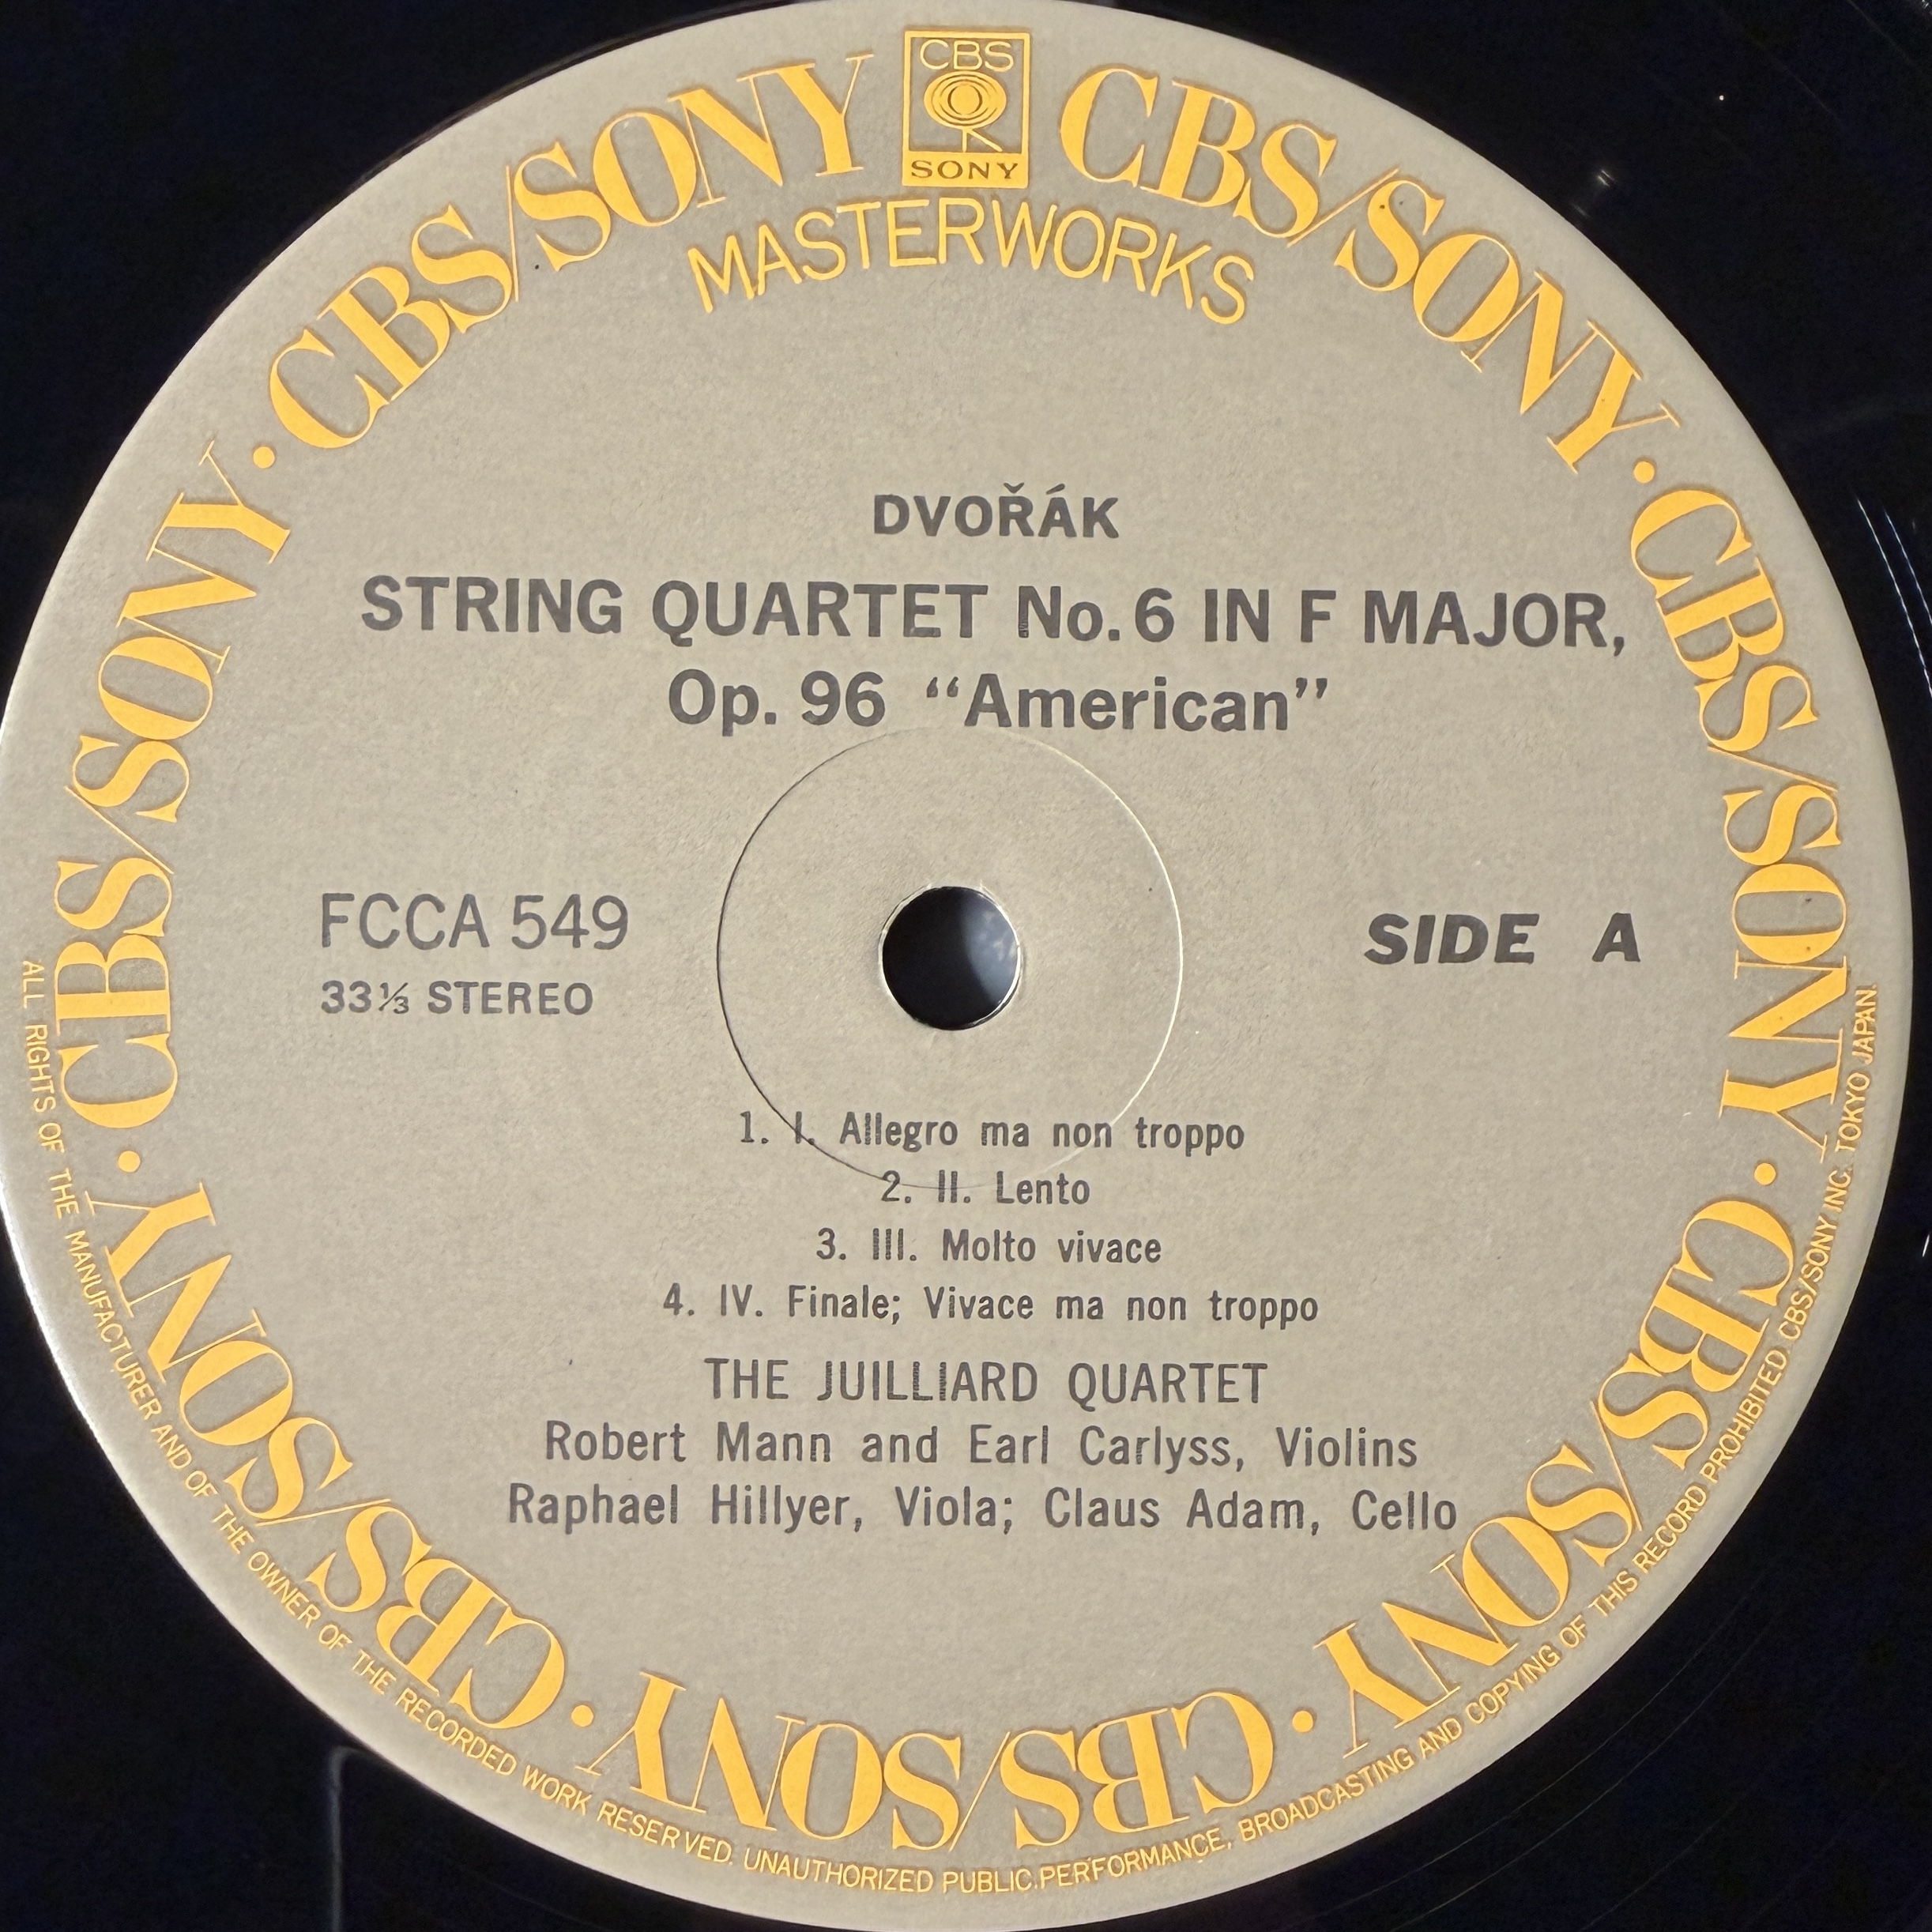 CBS
SONY
CBS/SONY · CBS/SONY · CBS/SONY · CBS/SONY · CBS/SONY · CBS/SONY · CBS/SONY
MASTERWORKS
DVOŘÁK
STRING QUARTET No. 6 IN F MAJOR,
Op. 96 “American”
FCCA 549
33⅓ STEREO
SIDE A
1. I. Allegro ma non troppo
2. II. Lento
3. III. Molto vivace
4. IV. Finale; Vivace ma non troppo
THE JUILLIARD QUARTET
Robert Mann and Earl Carlyss, Violins
Raphael Hillyer, Viola; Claus Adam, Cello
ALL RIGHTS OF THE MANUFACTURER AND OF THE OWNER OF THE RECORDED WORK RESERVED. UNAUTHORIZED PUBLIC PERFORMANCE, BROADCASTING AND COPYING OF THIS RECORD PROHIBITED. CBS/SONY INC. TOKYO JAPAN.